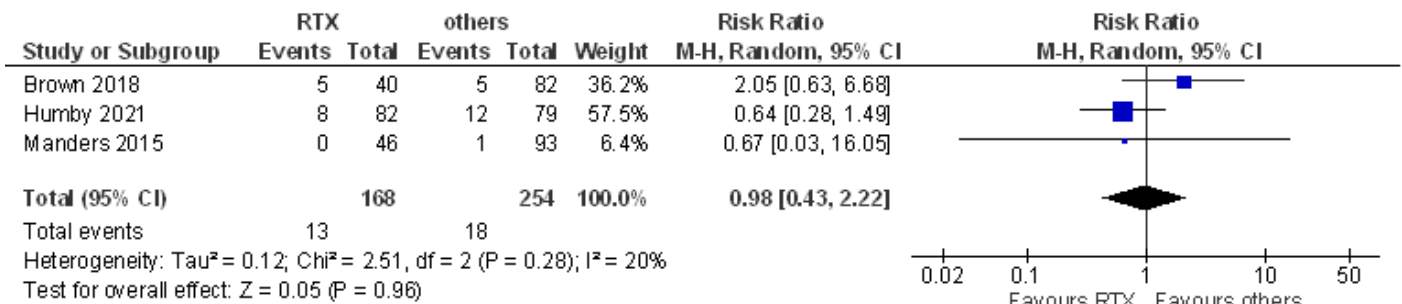 RTX others Risk Ratio Risk Ratio
Study or Subgroup Events Total Events Total Weight M-H, Random, 95% CI M-H, Random, 95% CI
Brown 2018 5 40 5 82 36.2% 2.05 [0.63, 6.68]
Humby 2021 8 82 12 79 57.5% 0.64 [0.28, 1.49]
Manders 2015 0 46 1 93 6.4% 0.67 [0.03, 16.05]
Total (95% CI) 168 254 100.0% 0.98 [0.43, 2.22]
Total events 13 18
Heterogeneity: Tau² = 0.12; Chi² = 2.51, df = 2 (P = 0.28); I² = 20%
Test for overall effect: Z = 0.05 (P = 0.96)
0.02 0.1 1 10 50
Favours RTX Favours others